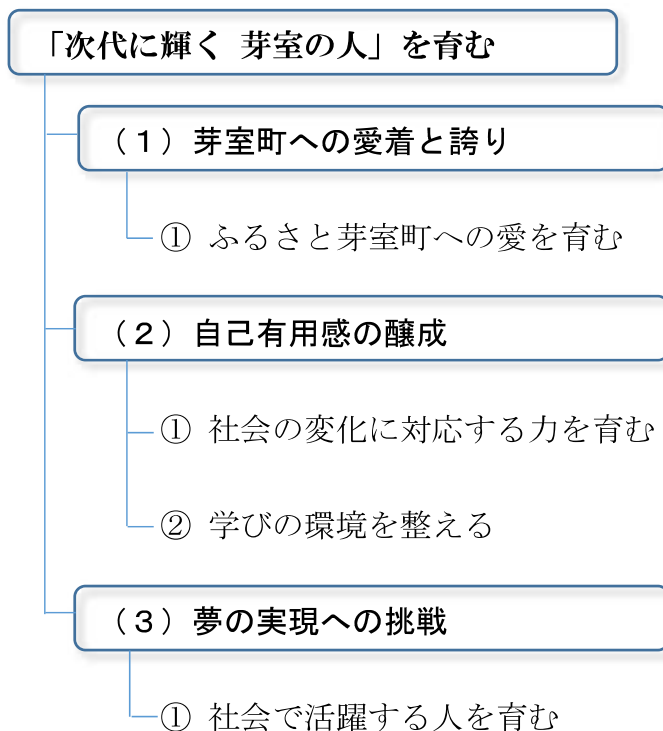 「次代に輝く 芽室の人」を育む
（１）芽室町への愛着と誇り
① ふるさと芽室町への愛を育む
（２）自己有用感の醸成
① 社会の変化に対応する力を育む
② 学びの環境を整える
（３）夢の実現への挑戦
① 社会で活躍する人を育む